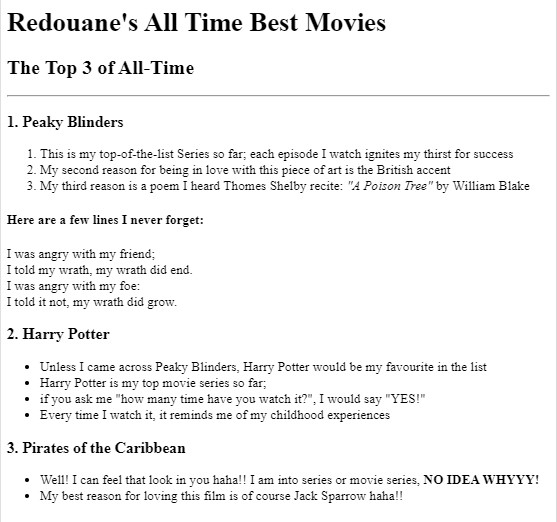 Redouane's All Time Best Movies
The Top 3 of All-Time
1. Peaky Blinders
1. This is my top-of-the-list Series so far; each episode I watch ignites my thirst for success
2. My second reason for being in love with this piece of art is the British accent
3. My third reason is a poem I heard Thomes Shelby recite: "A Poison Tree" by William Blake
Here are a few lines I never forget:
I was angry with my friend;
I told my wrath, my wrath did end.
I was angry with my foe:
I told it not, my wrath did grow.
2. Harry Potter
• Unless I came across Peaky Blinders, Harry Potter would be my favourite in the list
• Harry Potter is my top movie series so far;
• if you ask me "how many time have you watch it?", I would say "YES!"
• Every time I watch it, it reminds me of my childhood experiences
3. Pirates of the Caribbean
• Well! I can feel that look in you haha!! I am into series or movie series, NO IDEA WHYYY!
• My best reason for loving this film is of course Jack Sparrow haha!!